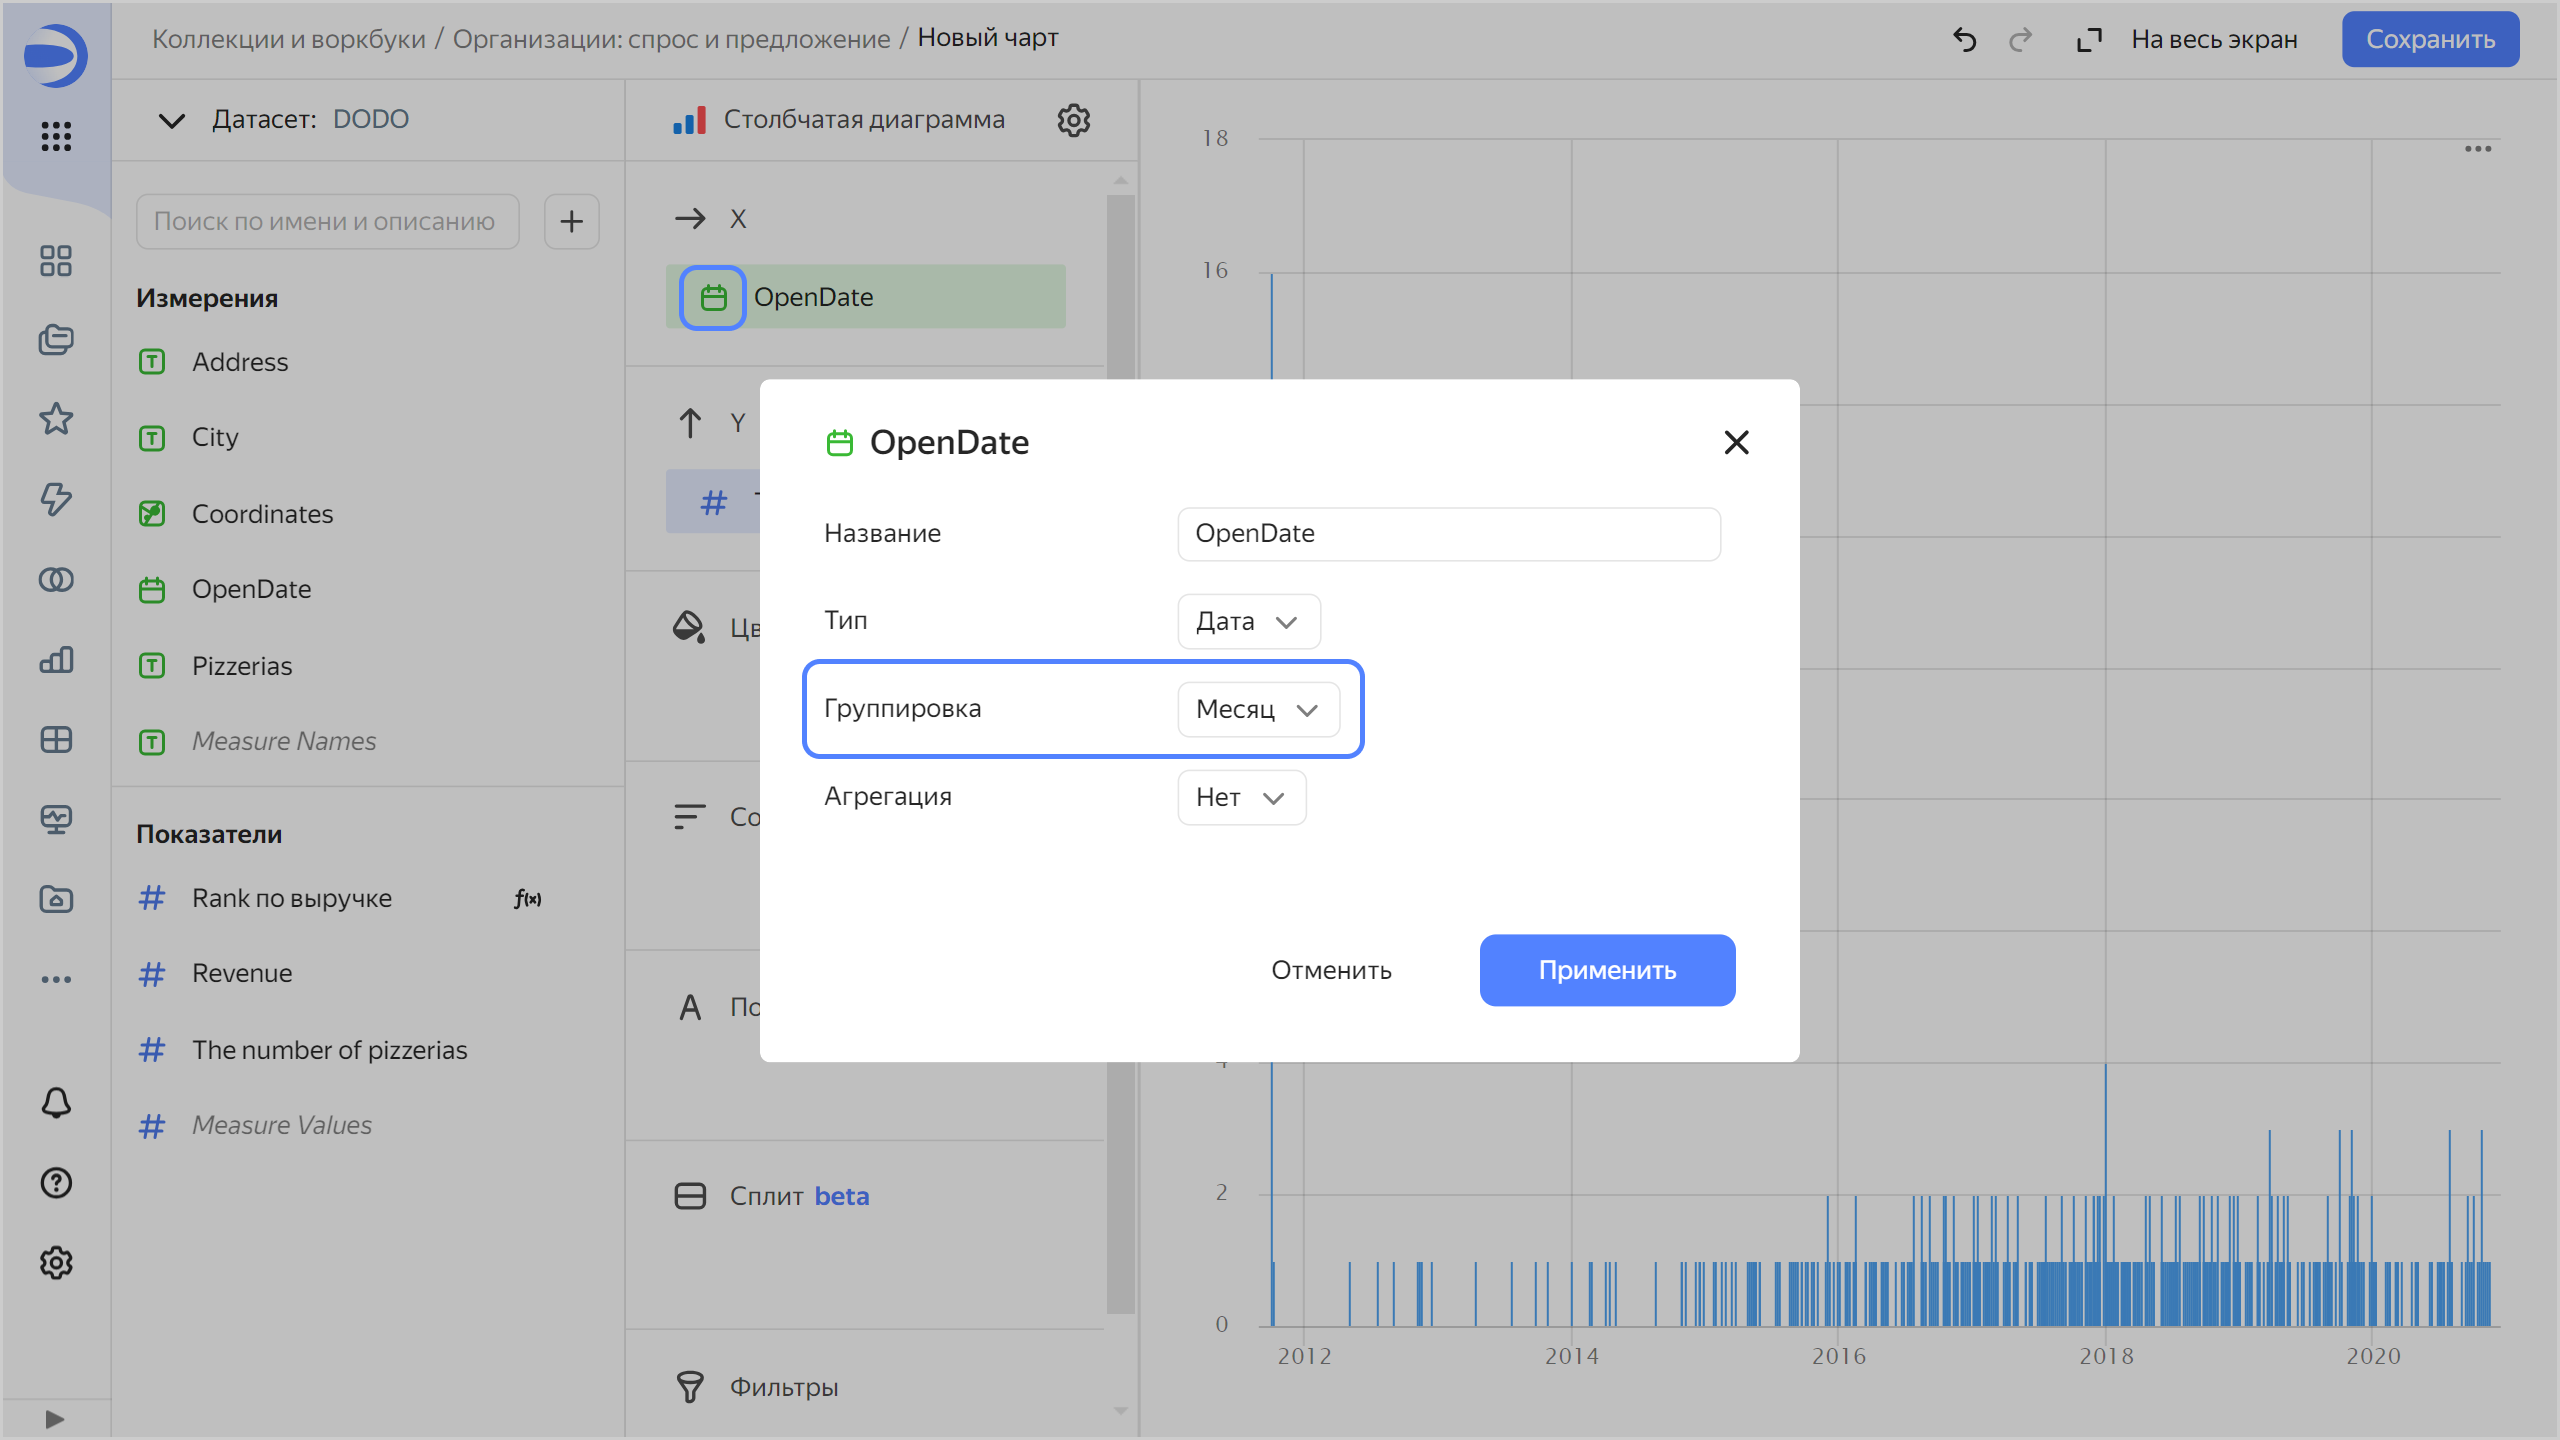 Коллекции и воркбуки / Организации: спрос и предложение / Новый чарт
На весь экран
Сохранить
Датасет: DODO
Поиск по имени и описанию
Измерения
Address
City
Coordinates
OpenDate
Pizzerias
Measure Names
Показатели
Rank по выручке
f(x)
Revenue
The number of pizzerias
Measure Values
Столбчатая диаграмма
X
OpenDate
Y
Сплит beta
Фильтры
OpenDate
Название
OpenDate
Тип
Дата
Группировка
Месяц
Агрегация
Нет
Отменить
Применить
18
16
2
0
2012
2014
2016
2018
2020